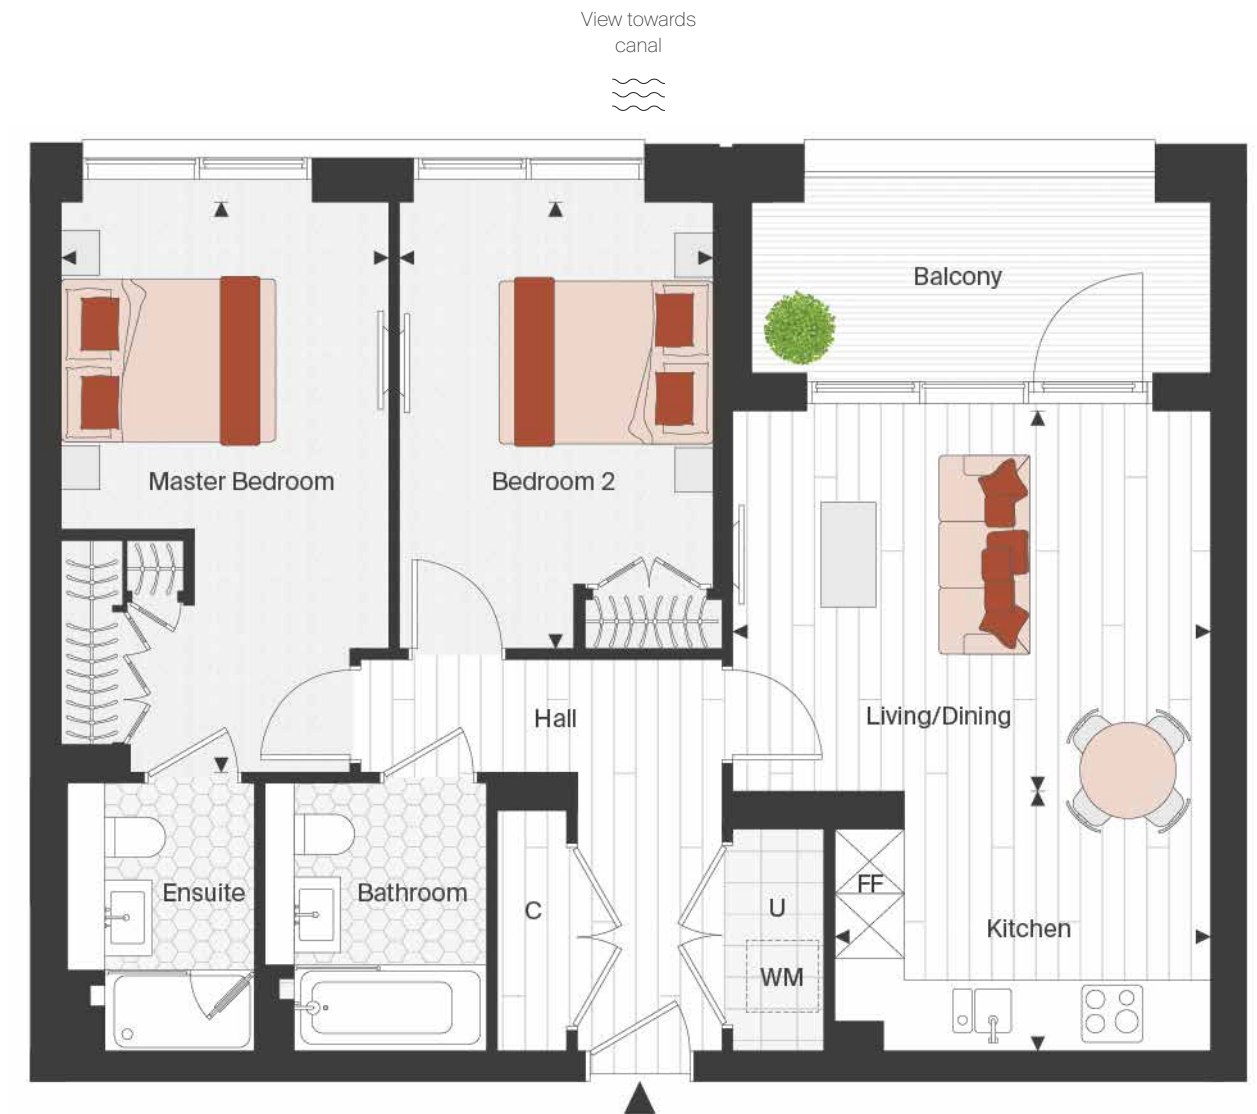 View towards
canal
Balcony
Master Bedroom
Bedroom 2
Hall
Living/Dining
Ensuite
Bathroom
C
U
FF
Kitchen
WM